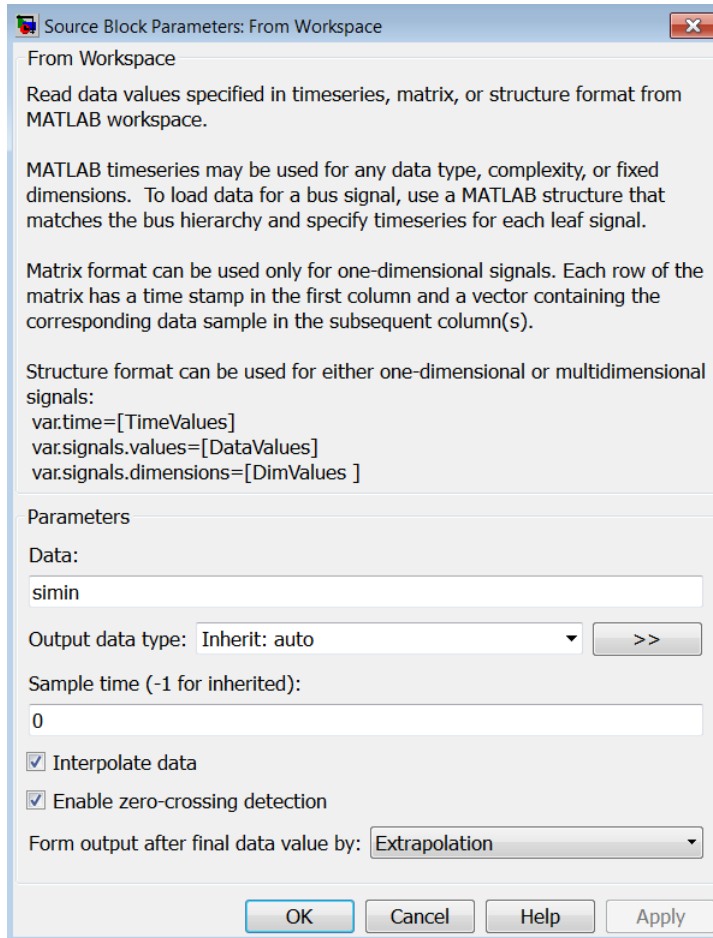 Source Block Parameters: From Workspace
From Workspace
Read data values specified in timeseries, matrix, or structure format from
MATLAB workspace.
MATLAB timeseries may be used for any data type, complexity, or fixed
dimensions.  To load data for a bus signal, use a MATLAB structure that
matches the bus hierarchy and specify timeseries for each leaf signal.
Matrix format can be used only for one-dimensional signals. Each row of the
matrix has a time stamp in the first column and a vector containing the
corresponding data sample in the subsequent column(s).
Structure format can be used for either one-dimensional or multidimensional
signals:
var.time=[TimeValues]
var.signals.values=[DataValues]
var.signals.dimensions=[DimValues ]
Parameters
Data:
simin
Output data type: Inherit: auto >>
Sample time (-1 for inherited):
0
Interpolate data
Enable zero-crossing detection
Form output after final data value by: Extrapolation
OK Cancel Help Apply